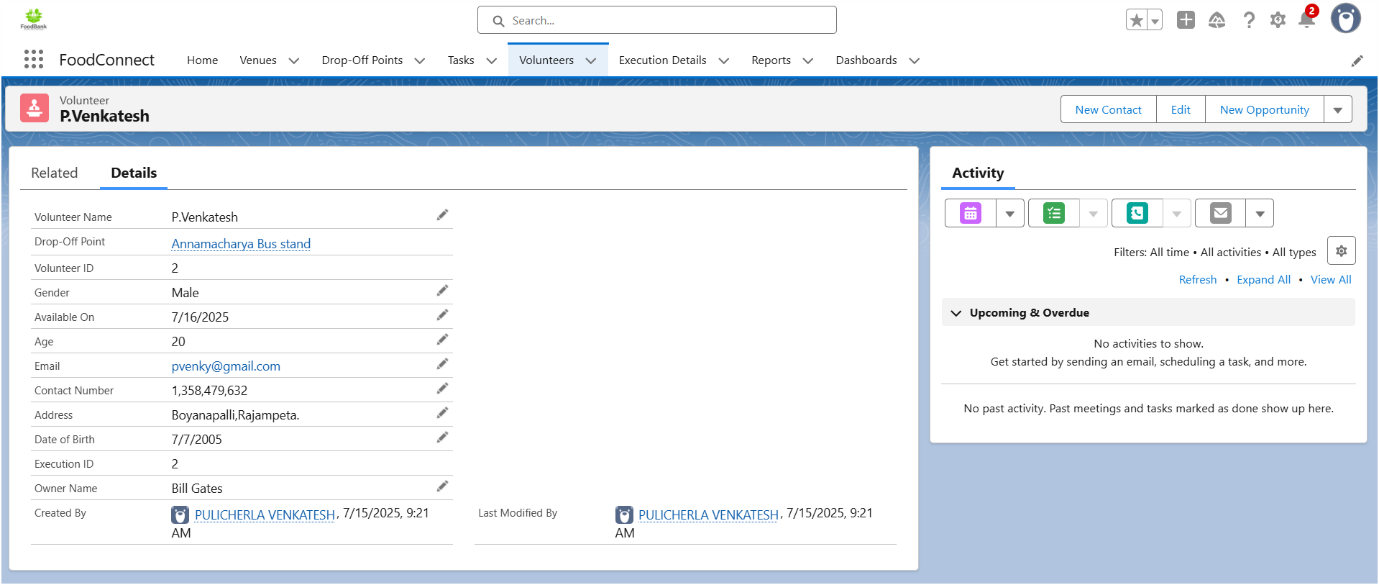 FoodBank
Search...
2
FoodConnect
Home
Venues
Drop-Off Points
Tasks
Volunteers
Execution Details
Reports
Dashboards
Volunteer
P.Venkatesh
New Contact
Edit
New Opportunity
Related
Details
Volunteer Name P.Venkatesh
Drop-Off Point Annamacharya Bus stand
Volunteer ID 2
Gender Male
Available On 7/16/2025
Age 20
Email pvenky@gmail.com
Contact Number 1,358,479,632
Address Boyanapalli,Rajampeta.
Date of Birth 7/7/2005
Execution ID 2
Owner Name Bill Gates
Created By PULICHERLA VENKATESH, 7/15/2025, 9:21
AM
Last Modified By PULICHERLA VENKATESH, 7/15/2025, 9:21
AM
Activity
Filters: All time • All activities • All types
Refresh • Expand All • View All
Upcoming & Overdue
No activities to show.
Get started by sending an email, scheduling a task, and more.
No past activity. Past meetings and tasks marked as done show up here.